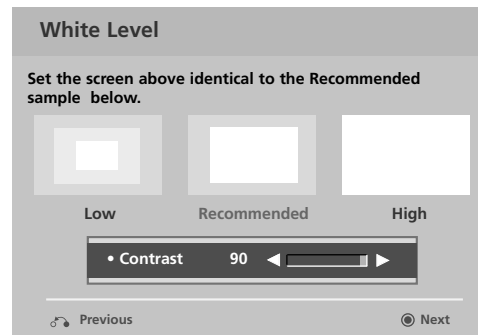 White Level
Set the screen above identical to the Recommended
sample below.
Low Recommended High
• Contrast 90
Previous Next